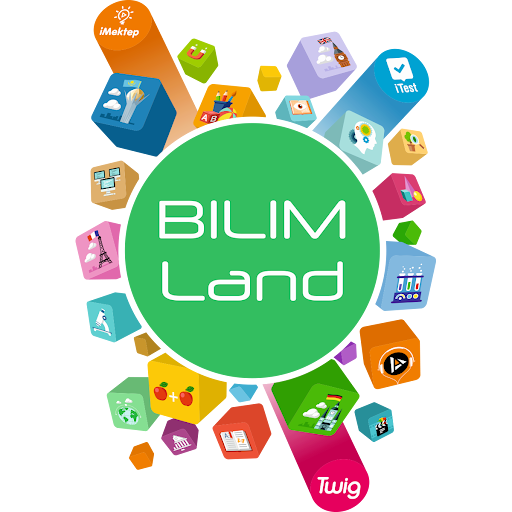 iMektep
iTest
A B
BILIM
Land
+
Twig